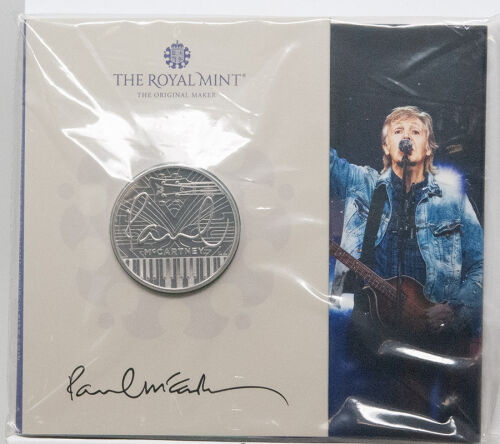 THE ROYAL MINT®
THE ORIGINAL MAKER
Paul
McCARTNEY
Paul McCartney